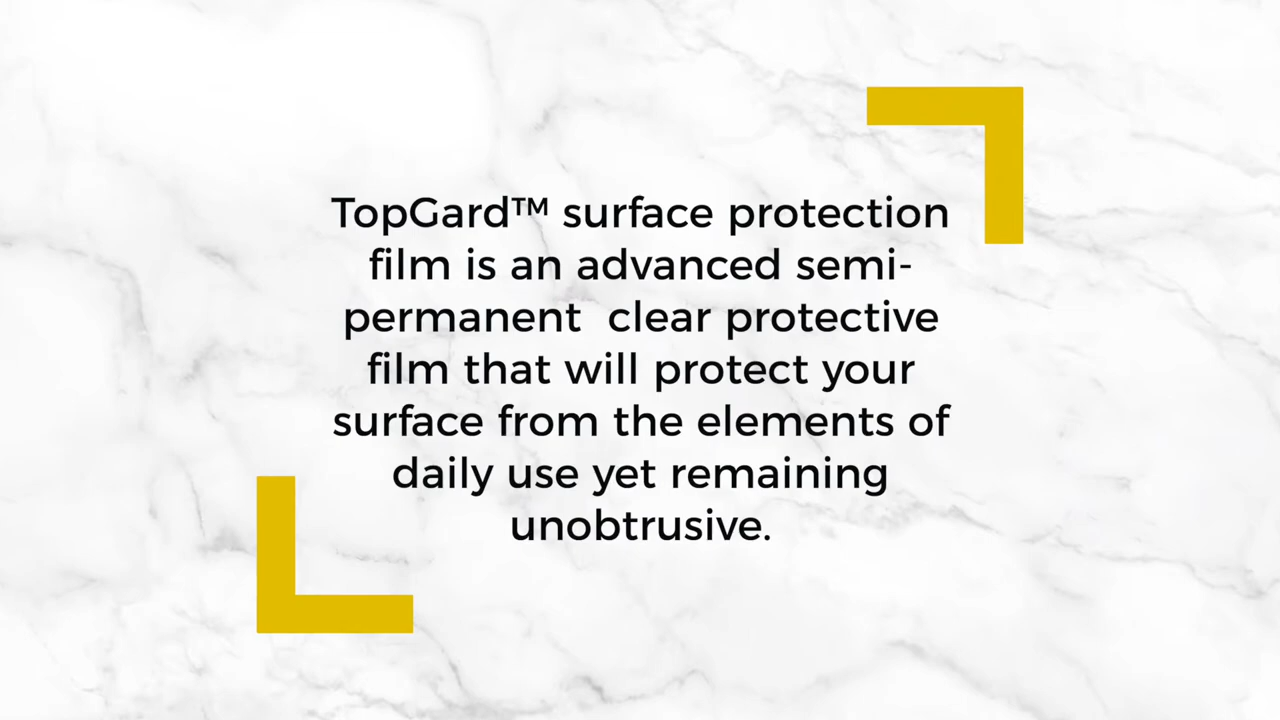 TopGard™ surface protection
film is an advanced semi-
permanent  clear protective
film that will protect your
surface from the elements of
daily use yet remaining
unobtrusive.